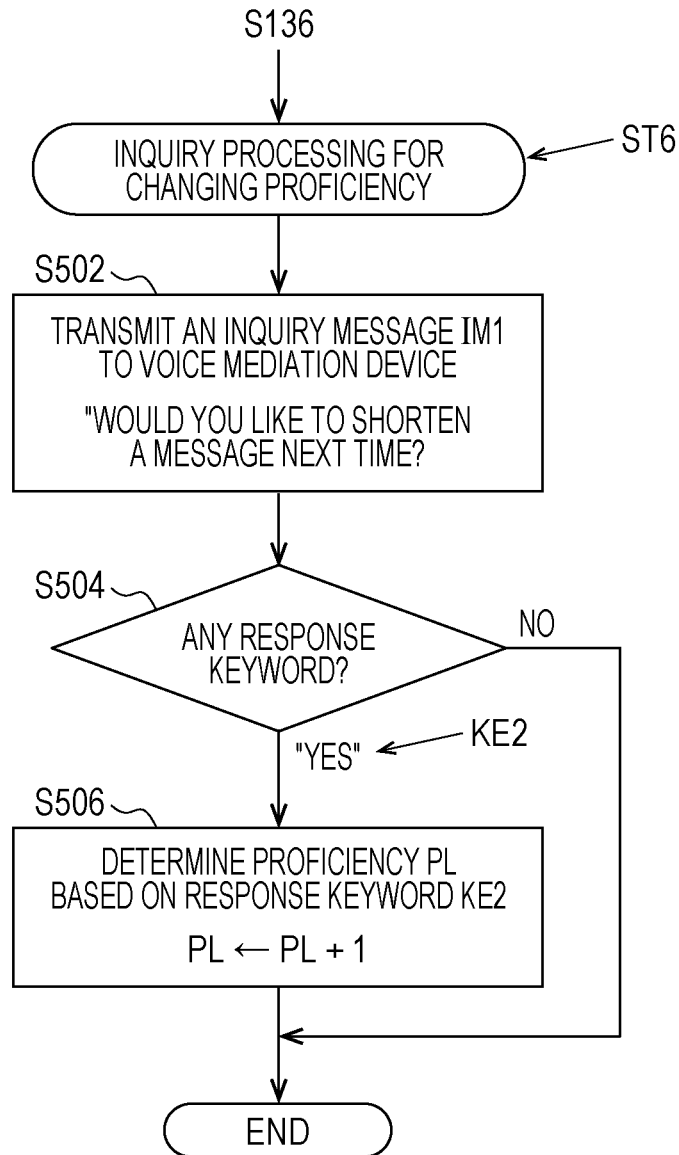 S136
INQUIRY PROCESSING FOR
CHANGING PROFICIENCY
ST6
S502
TRANSMIT AN INQUIRY MESSAGE IM1
TO VOICE MEDIATION DEVICE
"WOULD YOU LIKE TO SHORTEN
A MESSAGE NEXT TIME?
S504
ANY RESPONSE
KEYWORD?
NO
"YES"
KE2
S506
DETERMINE PROFICIENCY PL
BASED ON RESPONSE KEYWORD KE2
PL ← PL + 1
END